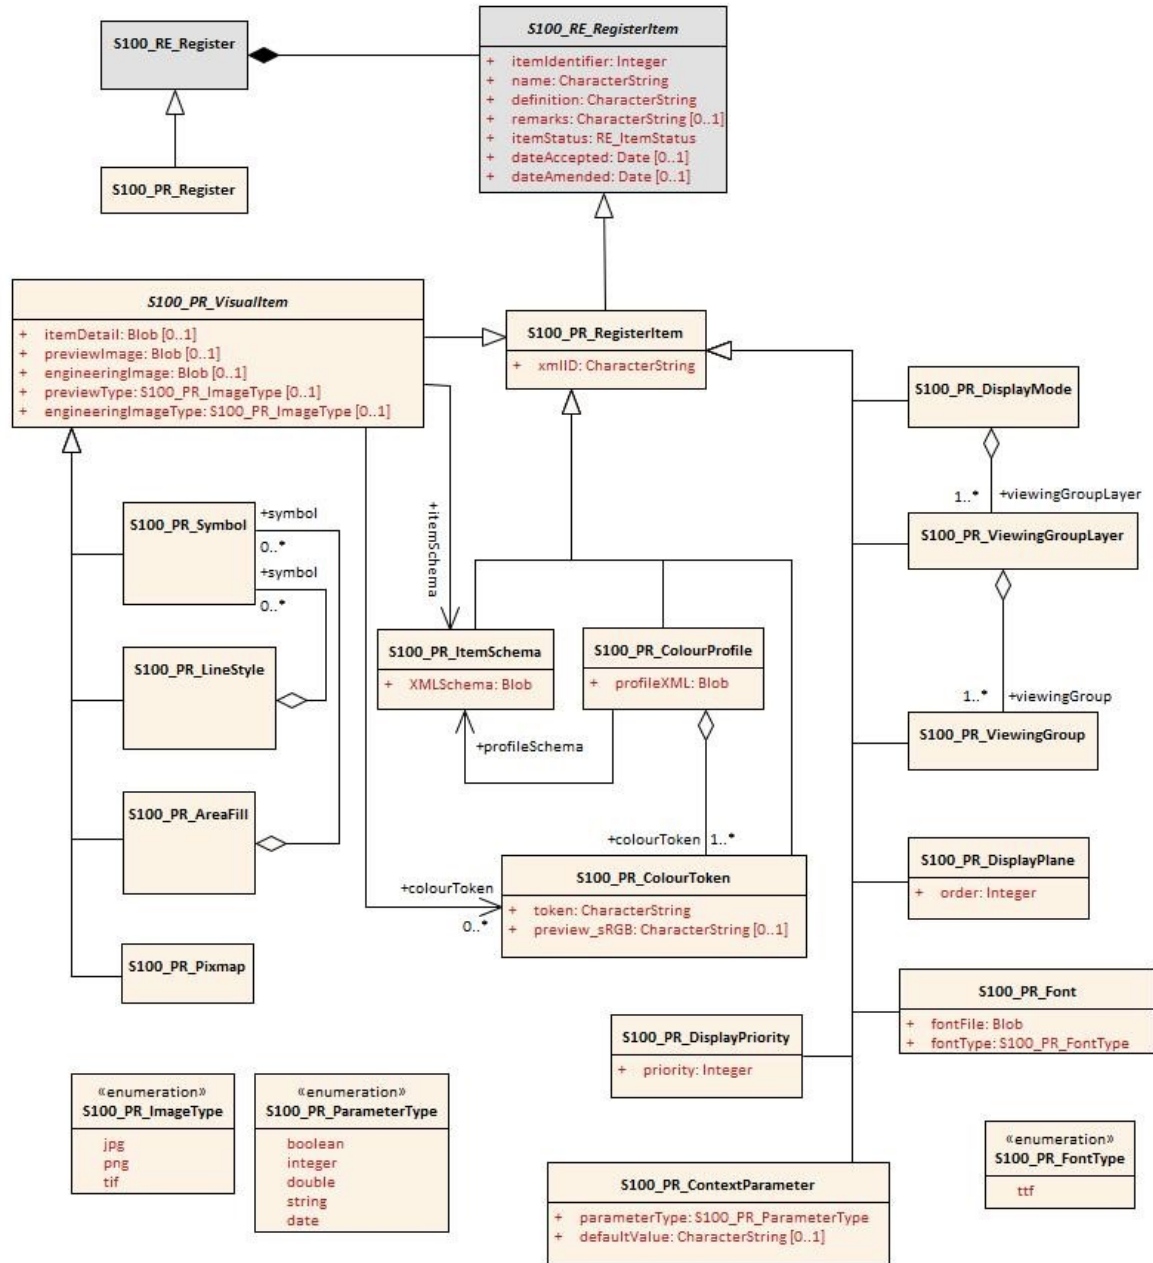 S100_RE_Register
S100_RE_RegisterItem
+ itemIdentifier: Integer
+ name: CharacterString
+ definition: CharacterString
+ remarks: CharacterString [0..1]
+ itemStatus: RE_ItemStatus
+ dateAccepted: Date [0..1]
+ dateAmended: Date [0..1]
S100_PR_Register
S100_PR_VisualItem
+ itemDetail: Blob [0..1]
+ previewImage: Blob [0..1]
+ engineeringImage: Blob [0..1]
+ previewType: S100_PR_ImageType [0..1]
+ engineeringImageType: S100_PR_ImageType [0..1]
S100_PR_RegisterItem
+ xmlID: CharacterString
S100_PR_DisplayMode
1..* +viewingGroupLayer
S100_PR_ViewingGroupLayer
1..* +viewingGroup
S100_PR_ViewingGroup
S100_PR_Symbol
+symbol
0..*
+symbol
0..*
+itemSchema
S100_PR_LineStyle
S100_PR_ItemSchema
+ XMLSchema: Blob
S100_PR_ColourProfile
+ profileXML: Blob
+profileSchema
S100_PR_AreaFill
+colourToken 1..*
S100_PR_ColourToken
+ token: CharacterString
+ preview_sRGB: CharacterString [0..1]
+colourToken
0..*
S100_PR_DisplayPlane
+ order: Integer
S100_PR_Pixmap
S100_PR_Font
+ fontFile: Blob
+ fontType: S100_PR_FontType
S100_PR_DisplayPriority
+ priority: Integer
«enumeration»
S100_PR_ImageType
jpg
png
tif
«enumeration»
S100_PR_ParameterType
boolean
integer
double
string
date
«enumeration»
S100_PR_FontType
ttf
S100_PR_ContextParameter
+ parameterType: S100_PR_ParameterType
+ defaultValue: CharacterString [0..1]